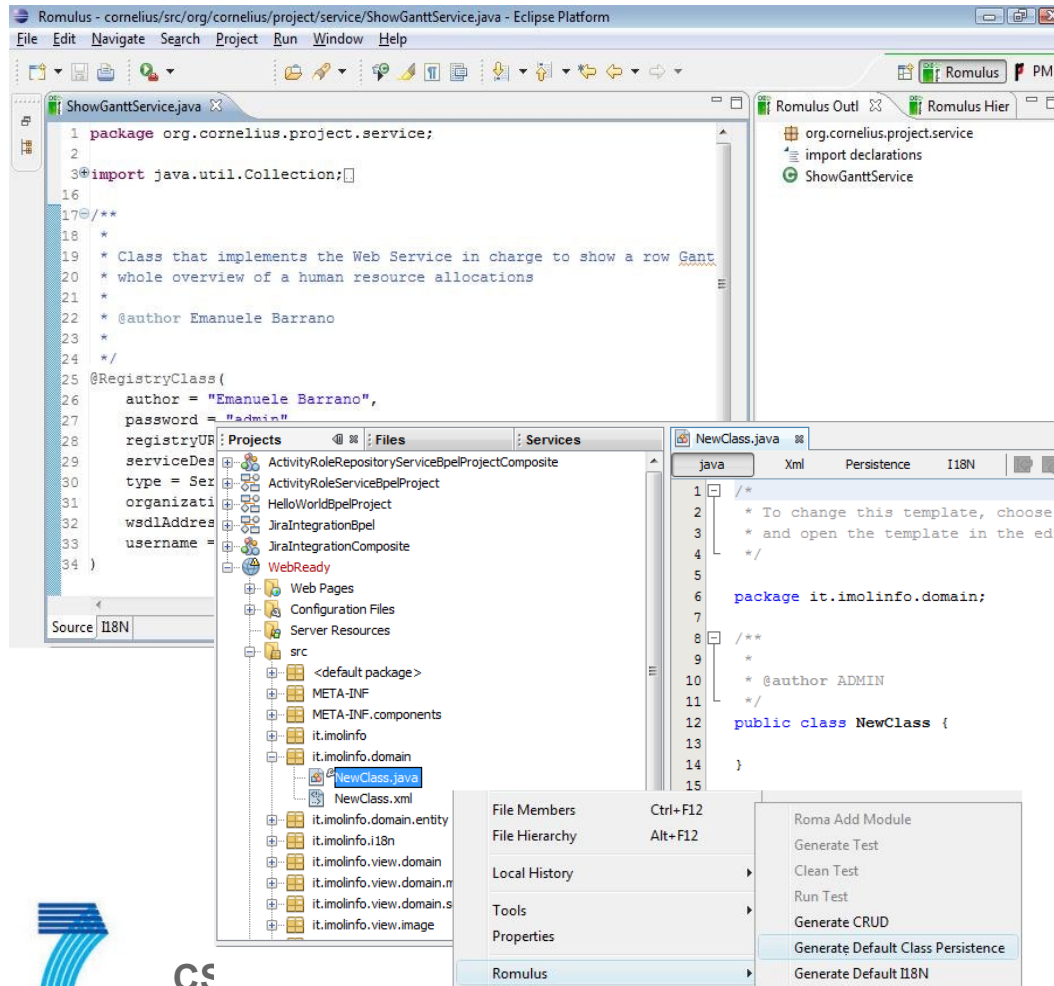 Romulus - cornelius/src/org/cornelius/project/service/ShowGanttService.java - Eclipse Platform
File Edit Navigate Search Project Run Window Help
Romulus PM
ShowGanttService.java
1 package org.cornelius.project.service;
2
3 import java.util.Collection;
16
17 /**
18 *
19 * Class that implements the Web Service in charge to show a row Gant
20 * whole overview of a human resource allocations
21 *
22 * @author Emanuele Barrano
23 *
24 */
25 @RegistryClass(
26 author = "Emanuele Barrano",
27 password = "admin"
28 registryUR
29 serviceDes
30 type = Ser
31 organizati
32 wsdlAddres
33 username =
34 )
Source I18N
Romulus Outl Romulus Hier
org.cornelius.project.service
import declarations
ShowGanttService
Projects Files Services
ActivityRoleRepositoryServiceBpelProjectComposite
ActivityRoleServiceBpelProject
HelloWorldBpelProject
JiraIntegrationBpel
JiraIntegrationComposite
WebReady
Web Pages
Configuration Files
Server Resources
src
<default package>
META-INF
META-INF.components
it.imolinfo
it.imolinfo.domain
NewClass.java
NewClass.xml
it.imolinfo.domain.entity
it.imolinfo.i18n
it.imolinfo.view.domain
it.imolinfo.view.domain.m
it.imolinfo.view.domain.s
it.imolinfo.view.image
NewClass.java
java Xml Persistence I18N
1 /*
2 * To change this template, choose
3 * and open the template in the ed
4 */
5
6 package it.imolinfo.domain;
7
8 /**
9 *
10 * @author ADMIN
11 */
12 public class NewClass {
13
14 }
15
File Members Ctrl+F12
File Hierarchy Alt+F12
Local History
Tools
Properties
Romulus
Roma Add Module
Generate Test
Clean Test
Run Test
Generate CRUD
Generate Default Class Persistence
Generate Default I18N